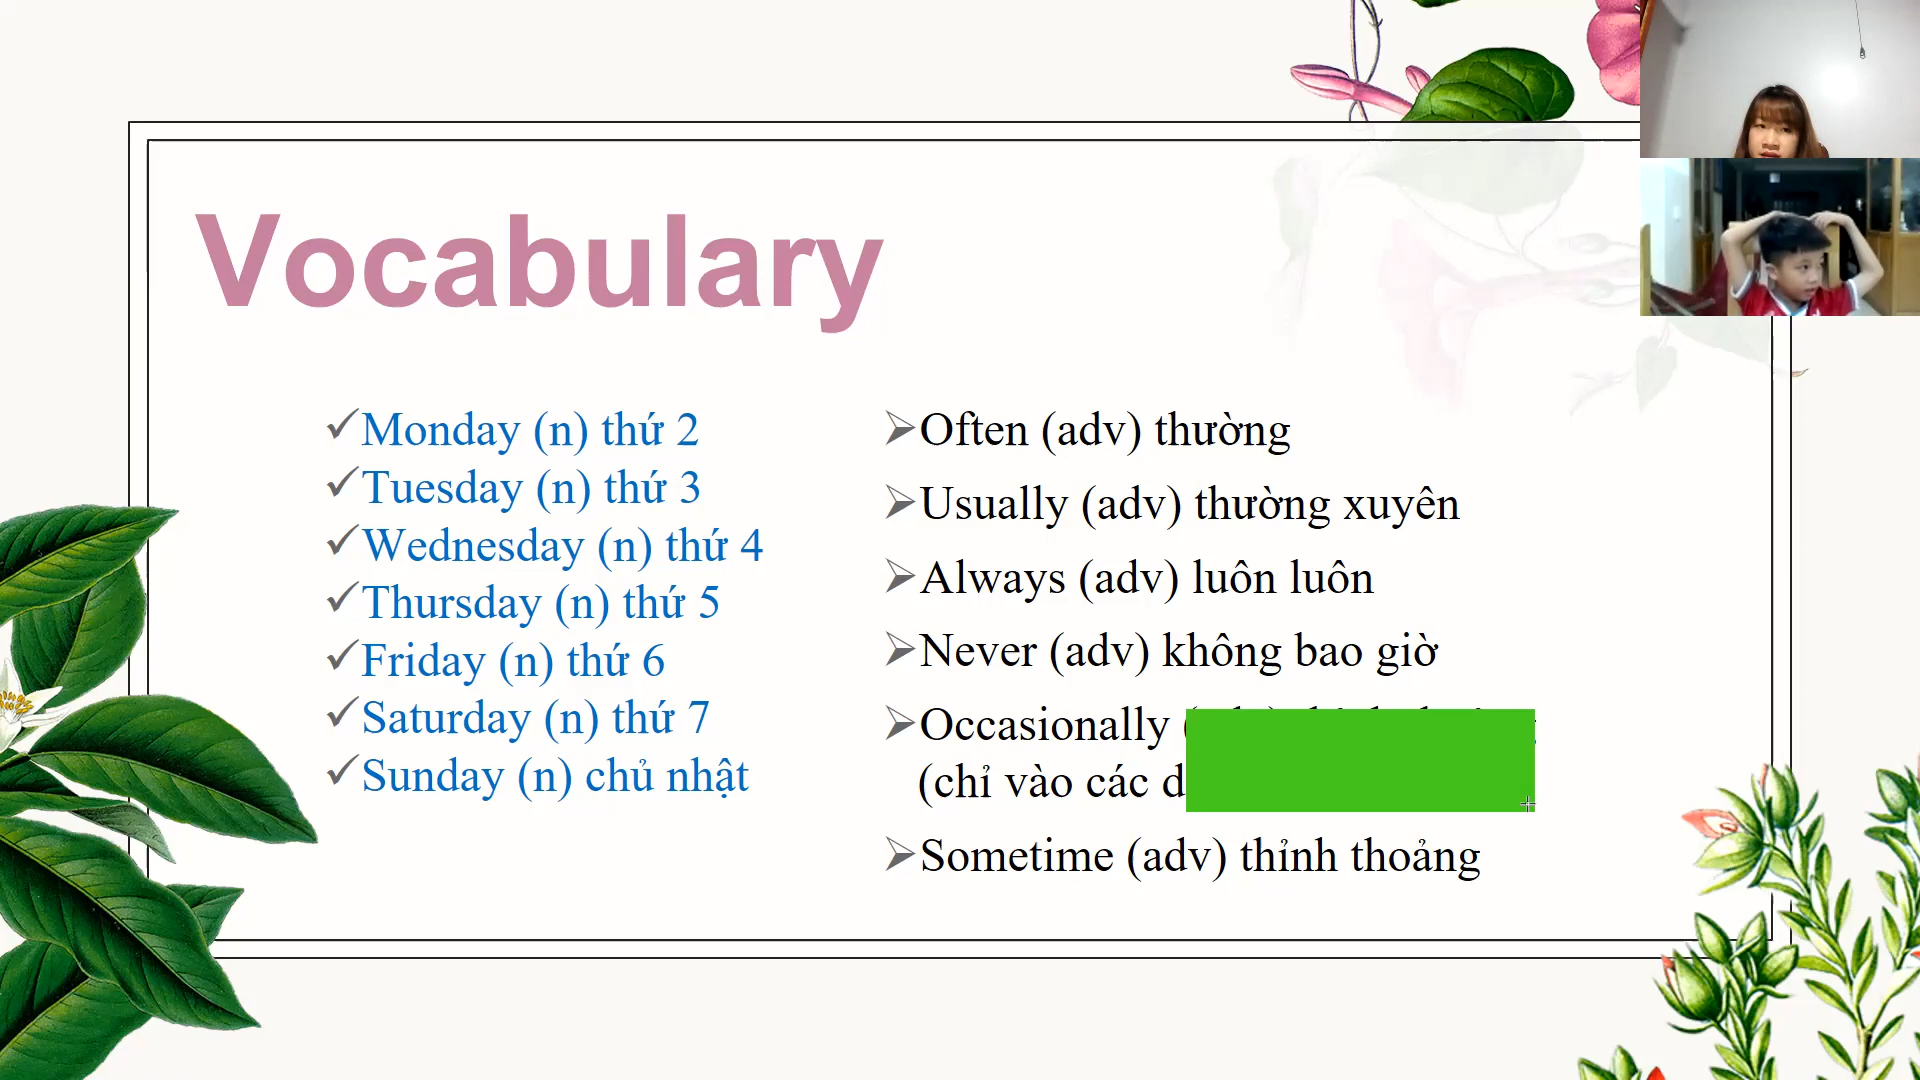 Vocabulary
Monday (n) thứ 2
Tuesday (n) thứ 3
Wednesday (n) thứ 4
Thursday (n) thứ 5
Friday (n) thứ 6
Saturday (n) thứ 7
Sunday (n) chủ nhật
Often (adv) thường
Usually (adv) thường xuyên
Always (adv) luôn luôn
Never (adv) không bao giờ
Occasionally
(chỉ vào các
Sometime (adv) thỉnh thoảng